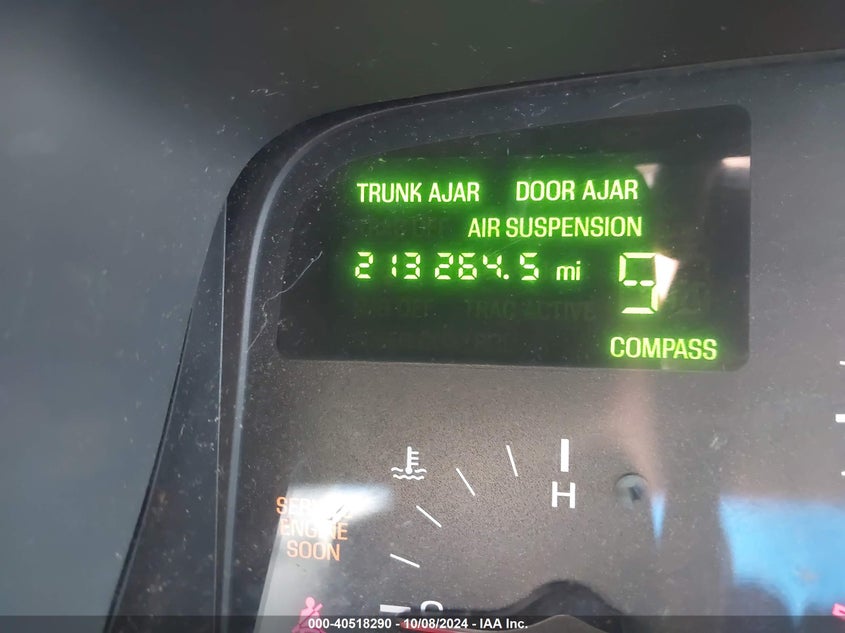 TRUNK AJAR DOOR AJAR
AIR SUSPENSION
213264.5 mi
9
COMPASS
H
SERVICE
ENGINE
SOON
000-40518290 - 10/08/2024 - IAA Inc.